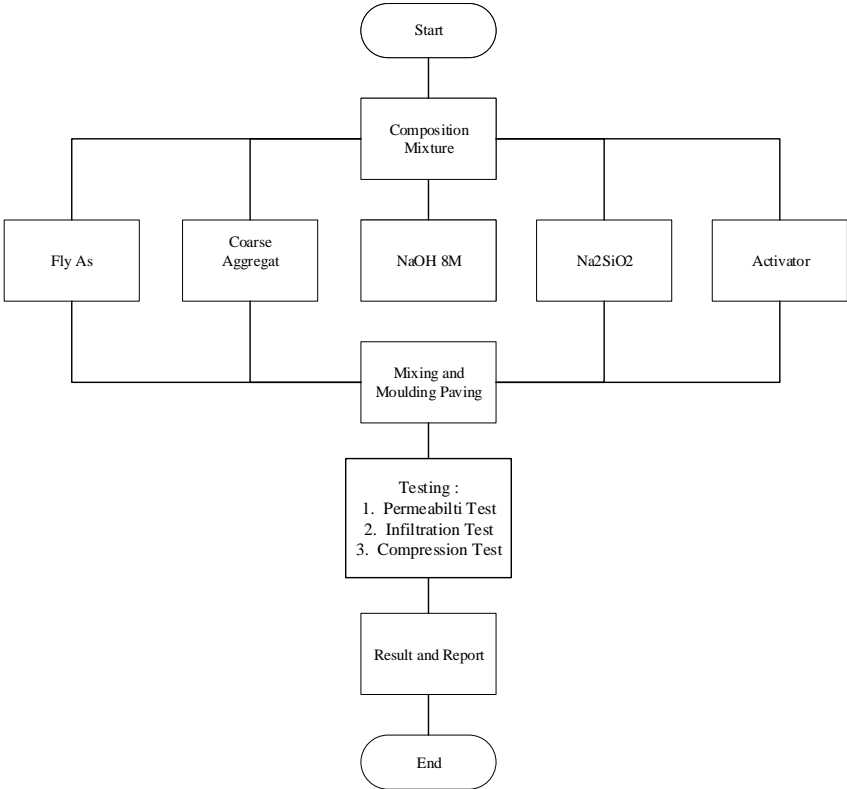 Start
Composition
Mixture
Fly As
Coarse
Aggregat
NaOH 8M
Na2SiO2
Activator
Mixing and
Moulding Paving
Testing :
1. Permeabilti Test
2. Infiltration Test
3. Compression Test
Result and Report
End